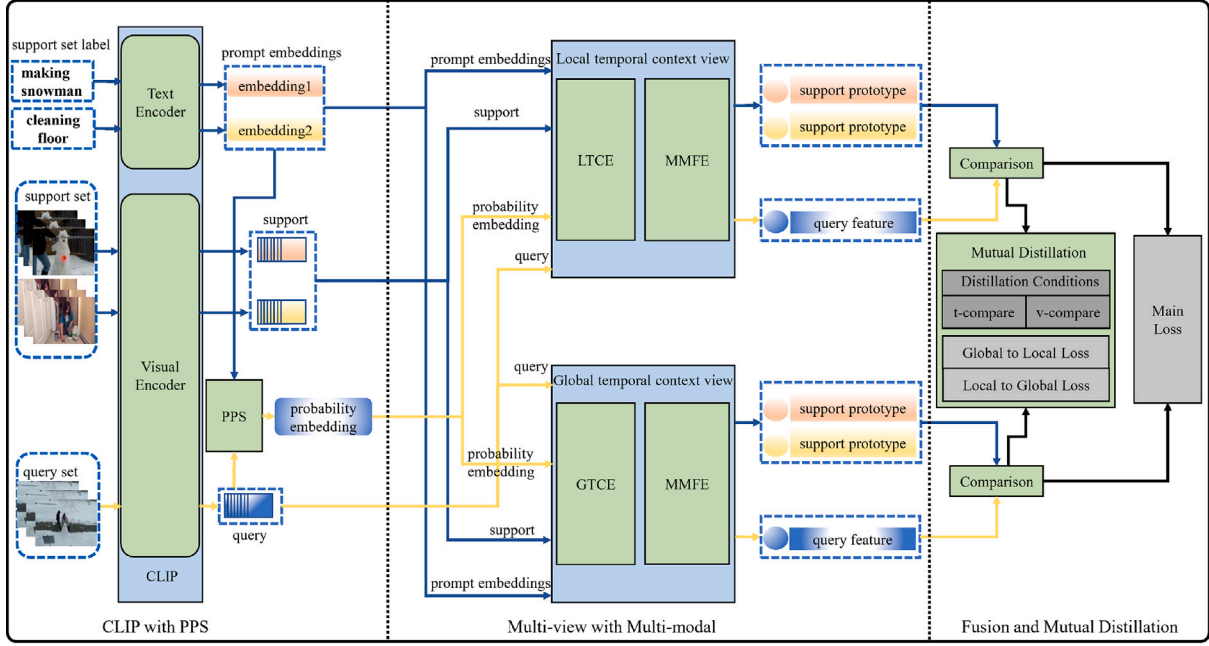 support set label
making
snowman
cleaning
floor
Text
Encoder
prompt embeddings
embedding1
embedding2
support set
support
Visual
Encoder
PPS
probability
embedding
query set
query
CLIP
CLIP with PPS
Local temporal context view
prompt embeddings
support
LTCE
MMFE
probability
embedding
query
support prototype
support prototype
query feature
query
Global temporal context view
probability
embedding
GTCE
MMFE
support
prompt embeddings
support prototype
support prototype
query feature
Multi-view with Multi-modal
Comparison
Mutual Distillation
Distillation Conditions
t-compare
v-compare
Global to Local Loss
Local to Global Loss
Main
Loss
Comparison
Fusion and Mutual Distillation